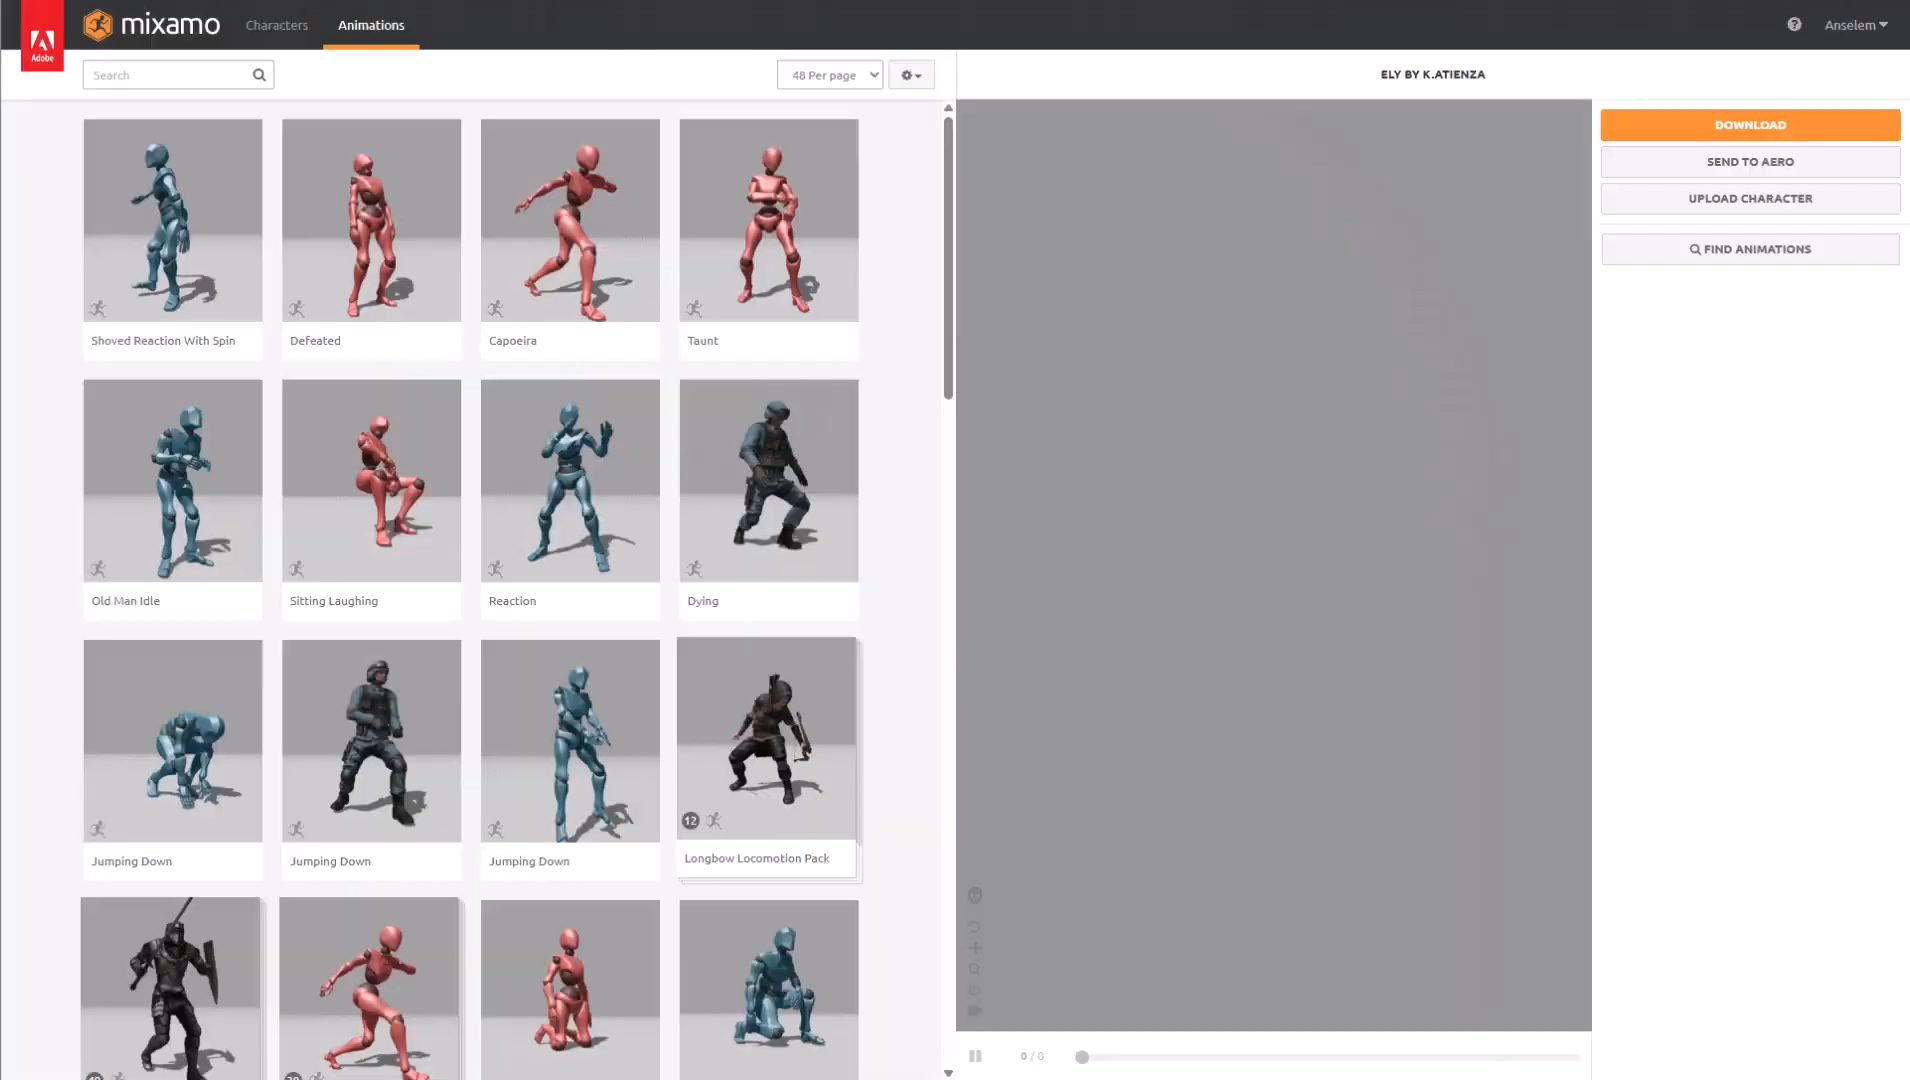 Adobe
mixamo
Characters
Animations
Anselem
Search
48 Per page
ELY BY K.ATIENZA
DOWNLOAD
SEND TO AERO
UPLOAD CHARACTER
FIND ANIMATIONS
Shoved Reaction With Spin
Defeated
Capoeira
Taunt
Old Man Idle
Sitting Laughing
Reaction
Dying
12
Jumping Down
Jumping Down
Jumping Down
Longbow Locomotion Pack
0 / 0